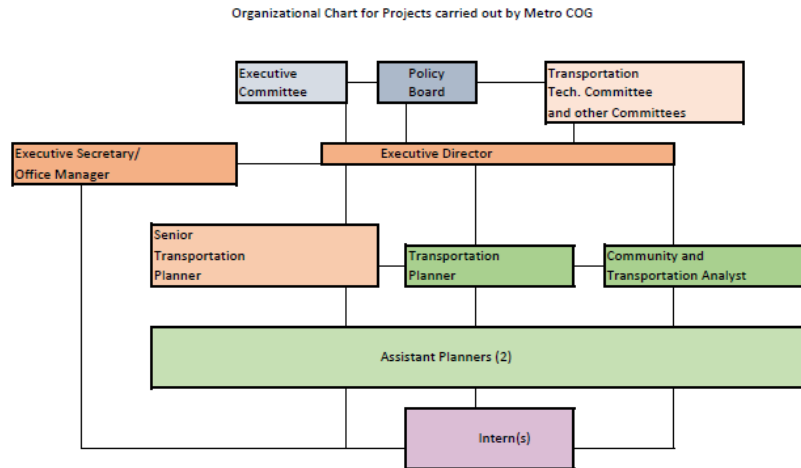 Organizational Chart for Projects carried out by Metro COG
Executive
Committee
Policy
Board
Transportation
Tech. Committee
and other Committees
Executive Secretary/
Office Manager
Executive Director
Senior
Transportation
Planner
Transportation
Planner
Community and
Transportation Analyst
Assistant Planners (2)
Intern(s)